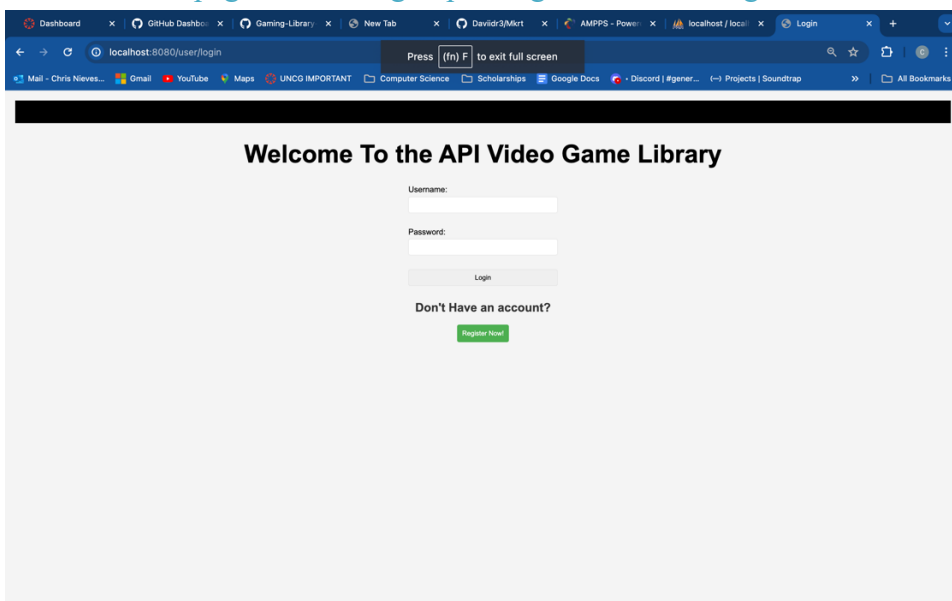 Dashboard
GitHub Dashboa
Gaming-Library
New Tab
Daviidr3/Mkrt
AMPPS - Power
localhost / local
Login
localhost:8080/user/login
Press (fn) F to exit full screen
Mail - Chris Nieves...
Gmail
YouTube
Maps
UNCG IMPORTANT
Computer Science
Scholarships
Google Docs
• Discord | #gener...
Projects | Soundtrap
»
All Bookmarks
Welcome To the API Video Game Library
Username:
Password:
Login
Don't Have an account?
Register Now!